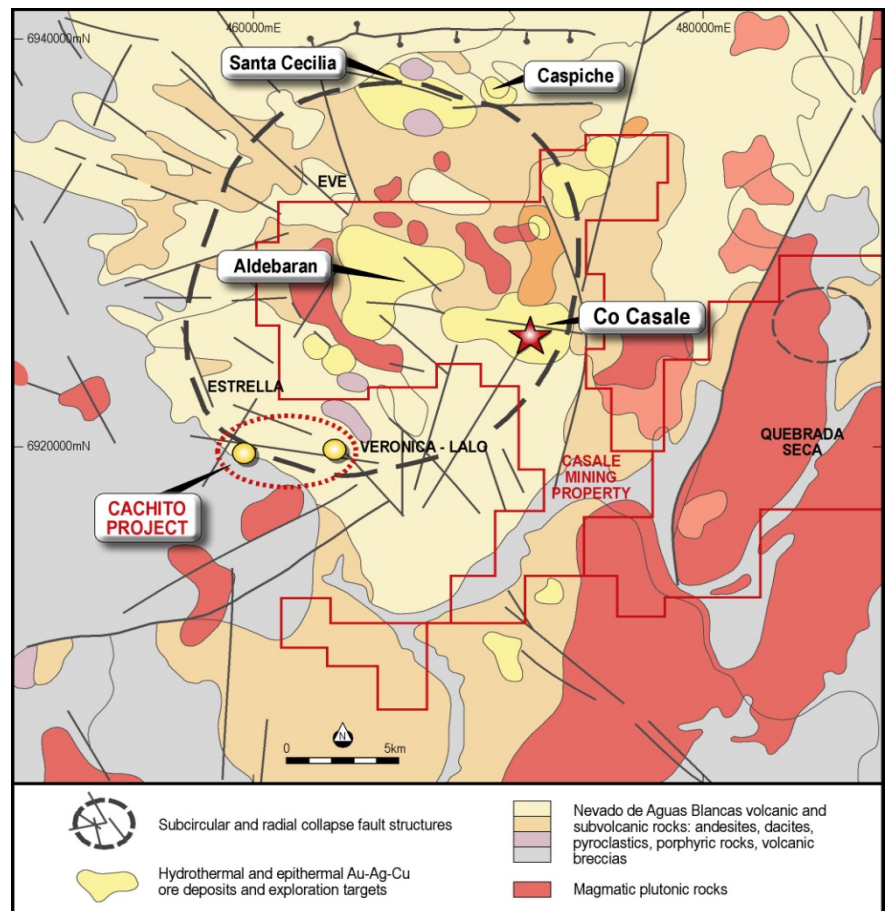 460000mE
480000mE
6940000mN
Santa Cecilia
Caspiche
EVE
Aldebaran
Co Casale
ESTRELLA
6920000mN
VERONICA - LALO
QUEBRADA
SECA
CASALE
MINING
PROPERTY
CACHITO
PROJECT
N
0
5km
Subcircular and radial collapse fault structures
Hydrothermal and epithermal Au-Ag-Cu
ore deposits and exploration targets
Nevado de Aguas Blancas volcanic and
subvolcanic rocks: andesites, dacites,
pyroclastics, porphyric rocks, volcanic
breccias
Magmatic plutonic rocks